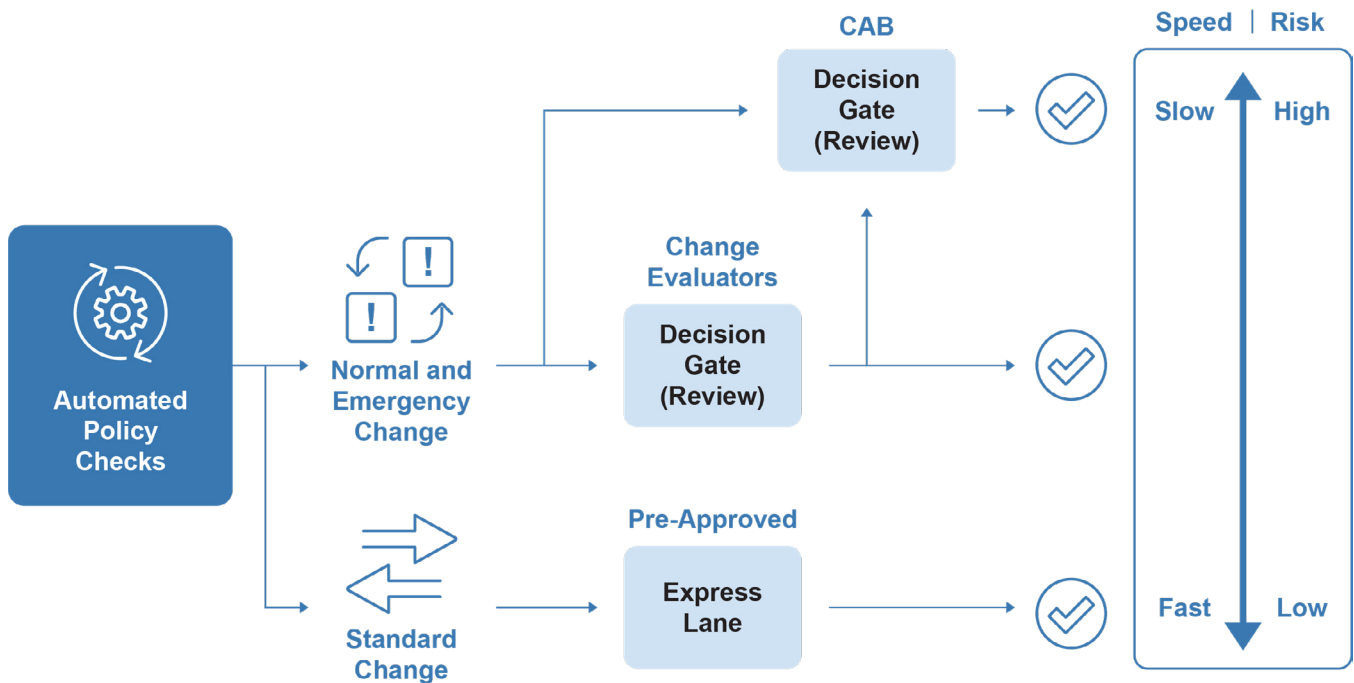 CAB
Speed | Risk
Decision
Gate
(Review)
Slow
High
!
!
Change
Evaluators
Decision
Gate
(Review)
Normal and
Emergency
Change
Automated
Policy
Checks
Pre-Approved
Express
Lane
Standard
Change
Fast
Low